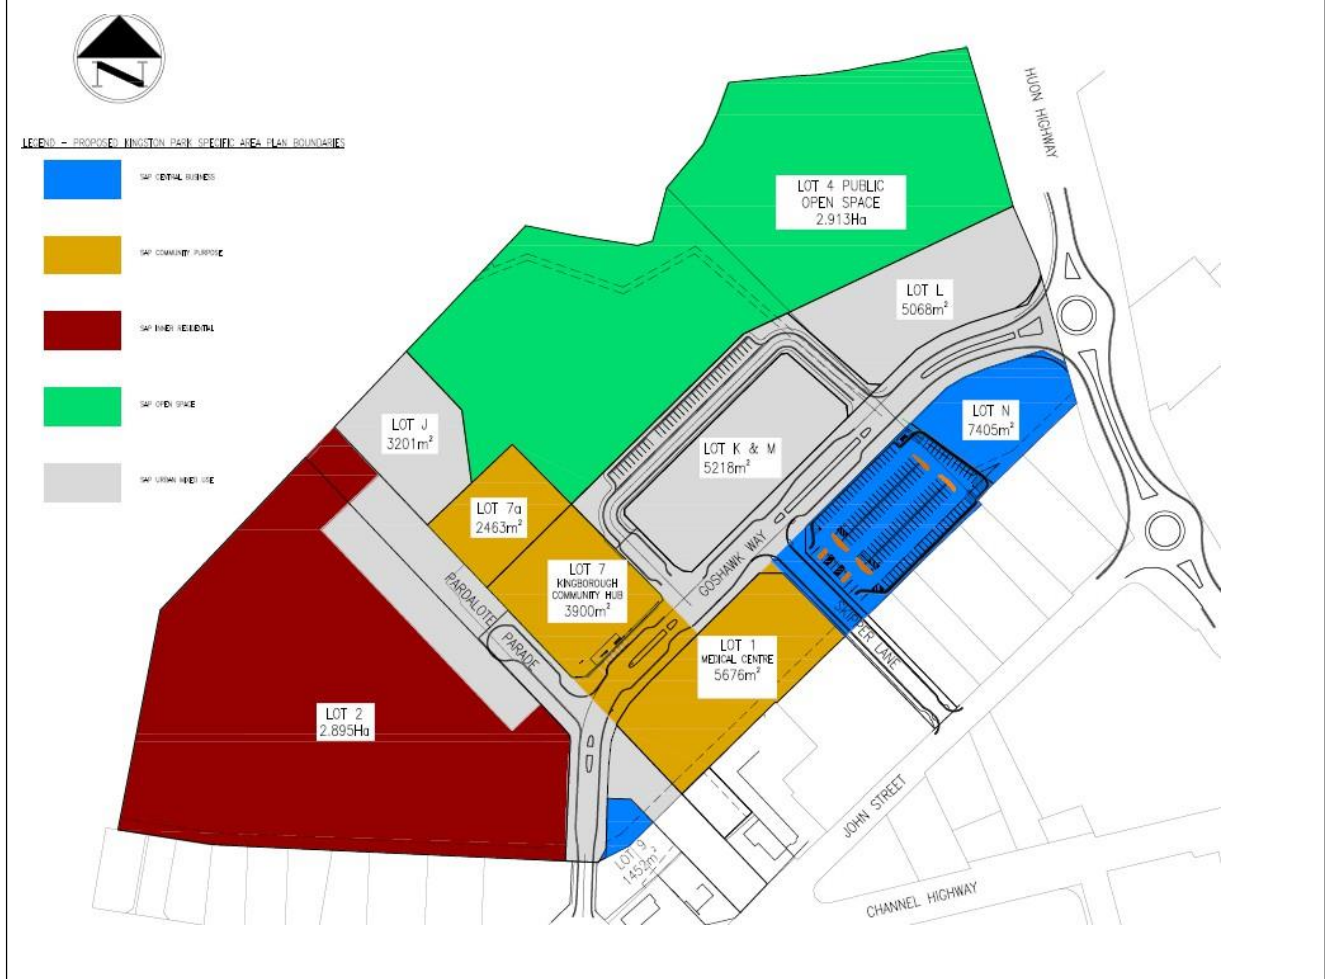 N
LEGEND - PROPOSED KINGSTON PARK SPECIFIC AREA PLAN BOUNDARIES
SAP CENTRAL BUSINESS
SAP COMMUNITY PURPOSE
SAP INNER RESIDENTIAL
SAP OPEN SPACE
SAP URBAN MIXED USE
HUON HIGHWAY
LOT 4 PUBLIC
OPEN SPACE
2.913Ha
LOT L
5068m²
LOT J
3201m²
LOT N
7405m²
LOT K & M
5218m²
LOT 7a
2463m²
GOSHAWK WAY
LOT 7
KINGBOROUGH
COMMUNITY HUB
3900m²
PARDALOTE
PARADE
SKIPPER LANE
LOT 1
MEDICAL CENTRE
5676m²
LOT 2
2.895Ha
JOHN STREET
LOT 9
1452m²
CHANNEL HIGHWAY